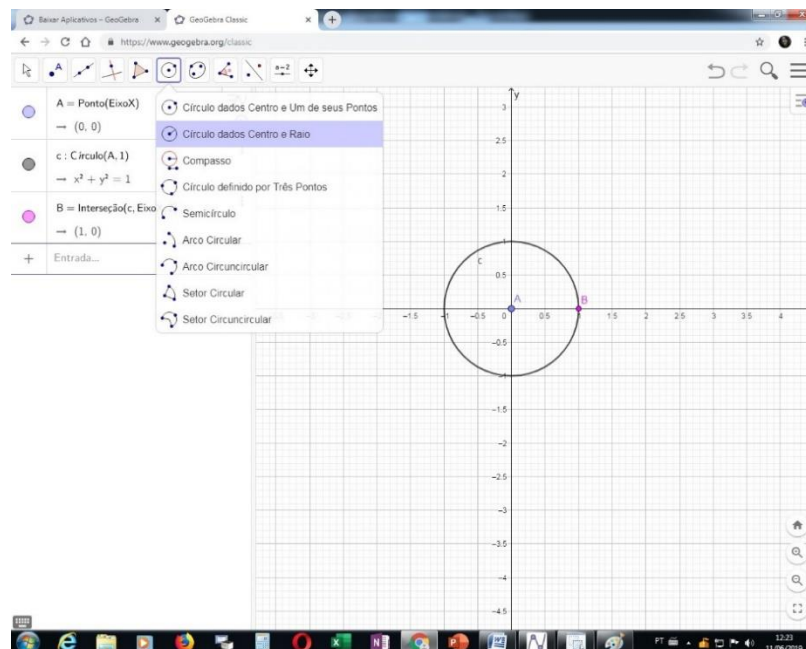 Baixar Aplicativos – GeoGebra
GeoGebra Classic
https://www.geogebra.org/classic
a=2
A = Ponto(EixoX)
→ (0, 0)
c : Círculo(A, 1)
→ x² + y² = 1
B = Interseção(c, Eixo
→ (1, 0)
+ Entrada...
Círculo dados Centro e Um de seus Pontos
Círculo dados Centro e Raio
Compasso
Círculo definido por Três Pontos
Semicírculo
Arco Circular
Arco Circuncircular
Setor Circular
Setor Circuncircular
y
3
2.5
2
1.5
1
c
0.5
A
B
-1.5 -1 -0.5 0 0.5 1 1.5 2 2.5 3 3.5 4
-0.5
-1
-1.5
-2
-2.5
-3
-3.5
-4
-4.5
PT
12:23
11/06/2019